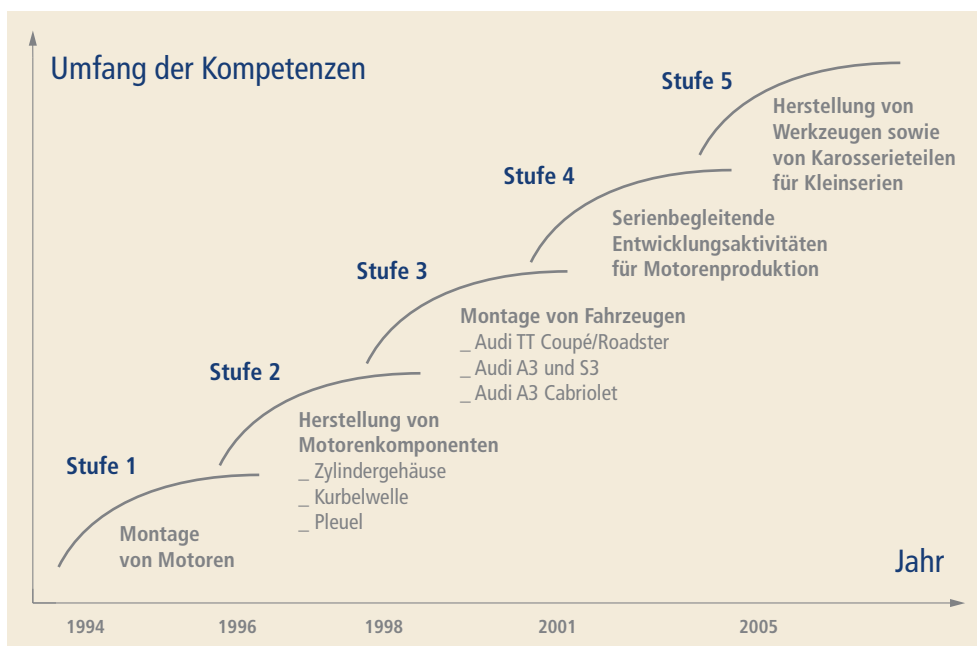 Umfang der Kompetenzen
Stufe 5
Herstellung von
Werkzeugen sowie
von Karosserieteilen
für Kleinserien
Stufe 4
Serienbegleitende
Entwicklungsaktivitäten
für Motorenproduktion
Stufe 3
Montage von Fahrzeugen
_ Audi TT Coupé/Roadster
_ Audi A3 und S3
_ Audi A3 Cabriolet
Stufe 2
Herstellung von
Motorenkomponenten
_ Zylindergehäuse
_ Kurbelwelle
_ Pleuel
Stufe 1
Montage
von Motoren
Jahr
1994 1996 1998 2001 2005